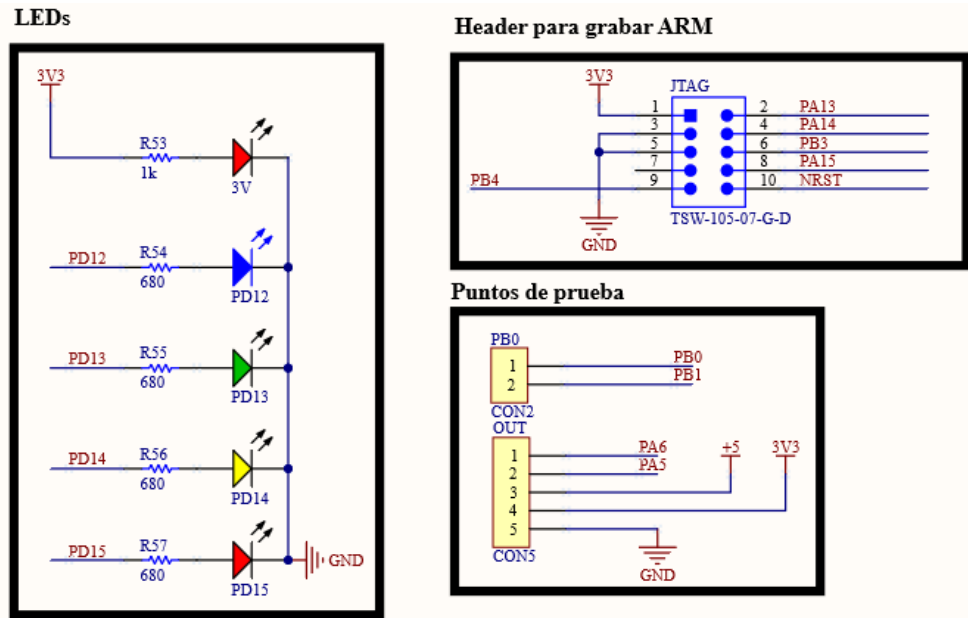 LEDs
3V3
R53
1k
3V
PD12
R54
680
PD12
PD13
R55
680
PD13
PD14
R56
680
PD14
PD15
R57
680
PD15
GND
Header para grabar ARM
3V3
JTAG
1 2 PA13
3 4 PA14
5 6 PB3
7 8 PA15
PB4 9 10 NRST
TSW-105-07-G-D
GND
Puntos de prueba
PB0
1 PB0
2 PB1
CON2
OUT
1 PA6 +5 3V3
2 PA5
3
4
5
CON5
GND